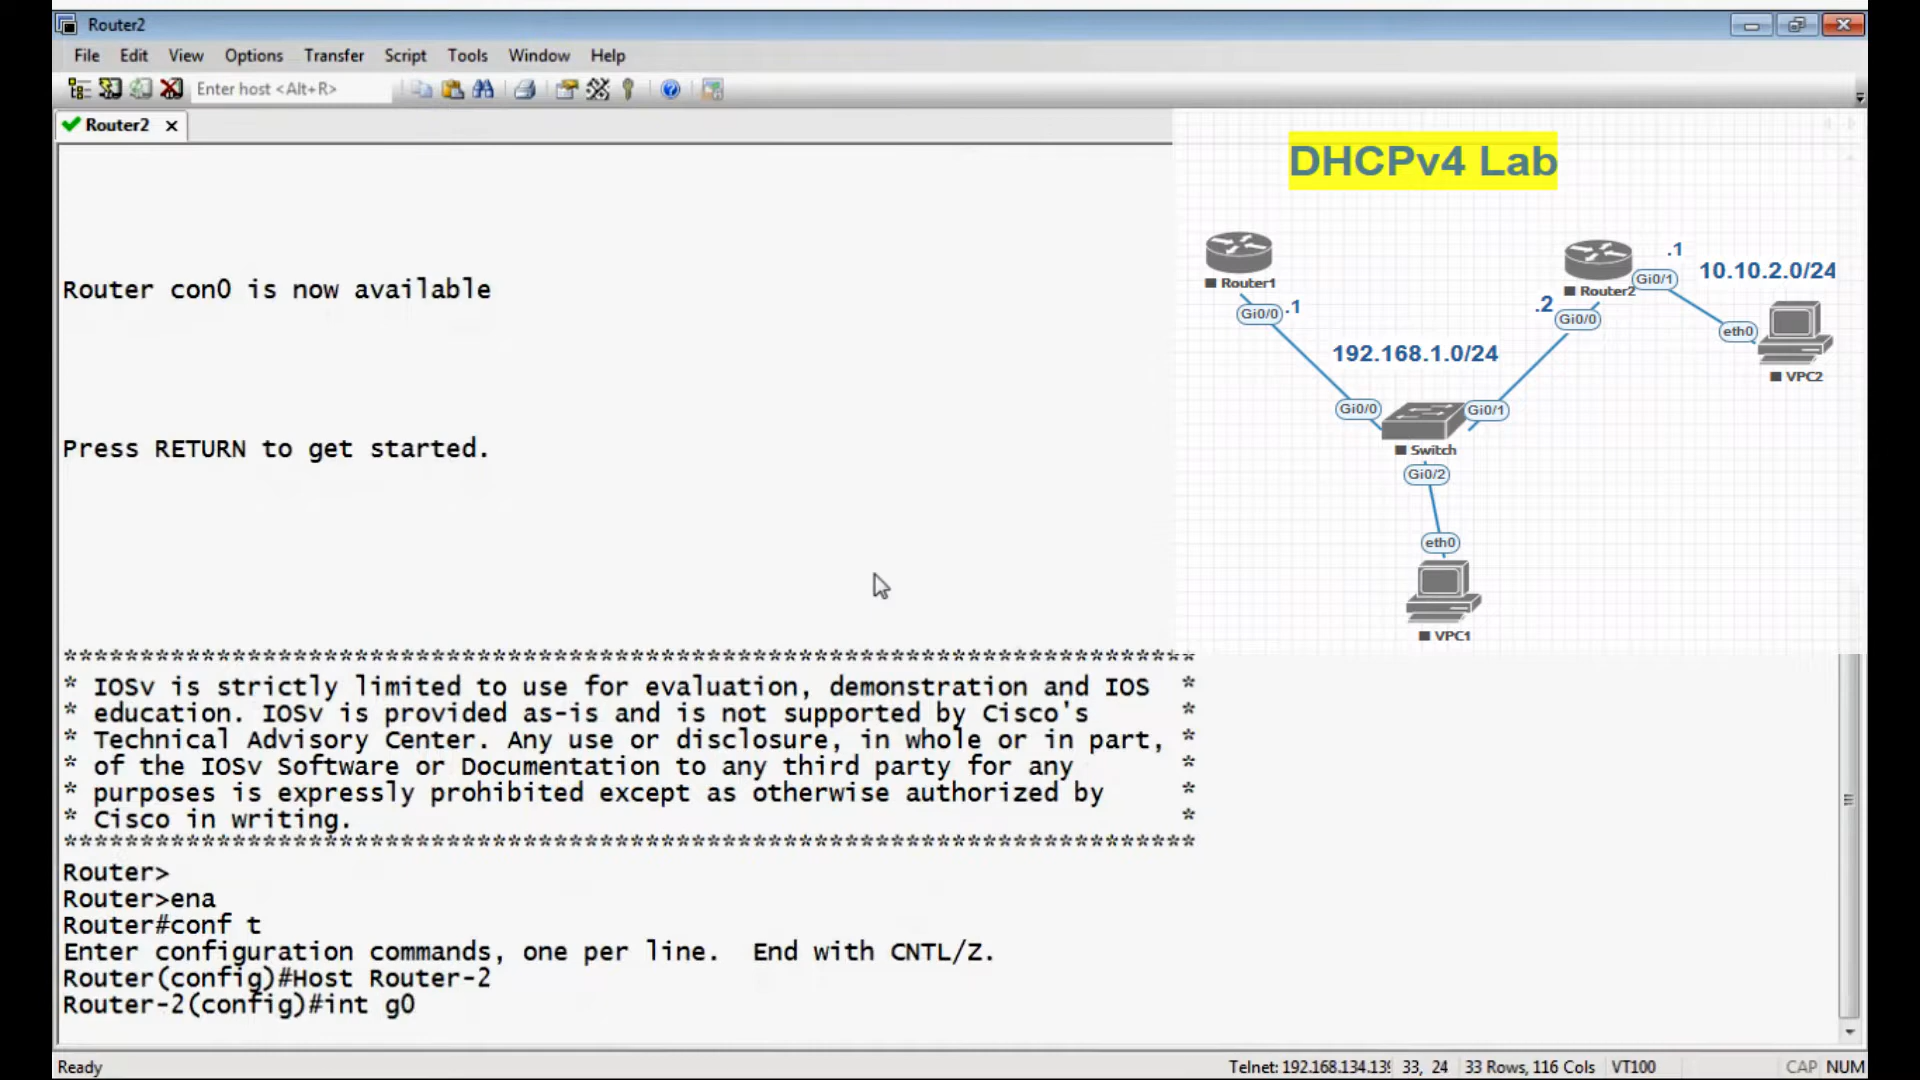 Router2
File Edit View Options Transfer Script Tools Window Help
Enter host <Alt+R>
Router2
Router con0 is now available
Press RETURN to get started.
*******************************************************************************
* IOSv is strictly limited to use for evaluation, demonstration and IOS *
* education. IOSv is provided as-is and is not supported by Cisco's *
* Technical Advisory Center. Any use or disclosure, in whole or in part, *
* of the IOSv Software or Documentation to any third party for any *
* purposes is expressly prohibited except as otherwise authorized by *
* Cisco in writing. *
*******************************************************************************
Router>
Router>ena
Router#conf t
Enter configuration commands, one per line. End with CNTL/Z.
Router(config)#Host Router-2
Router-2(config)#int g0
DHCPv4 Lab
Router1
Gi0/0 .1
Router2
.1
Gi0/1
10.10.2.0/24
.2
Gi0/0
eth0
VPC2
192.168.1.0/24
Gi0/0
Gi0/1
Switch
Gi0/2
eth0
VPC1
Ready
Telnet: 192.168.134.139 33, 24 33 Rows, 116 Cols VT100 CAP NUM